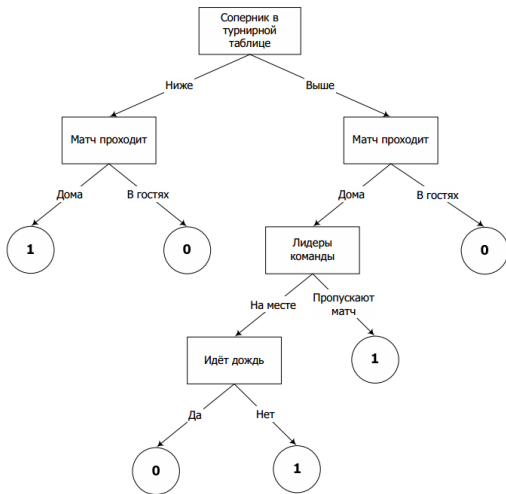 Соперник в
турнирной
таблице
Ниже
Выше
Матч проходит
Матч проходит
Дома
В гостях
Дома
В гостях
1
0
Лидеры
команды
0
На месте
Пропускают
матч
Идёт дождь
1
Да
Нет
0
1